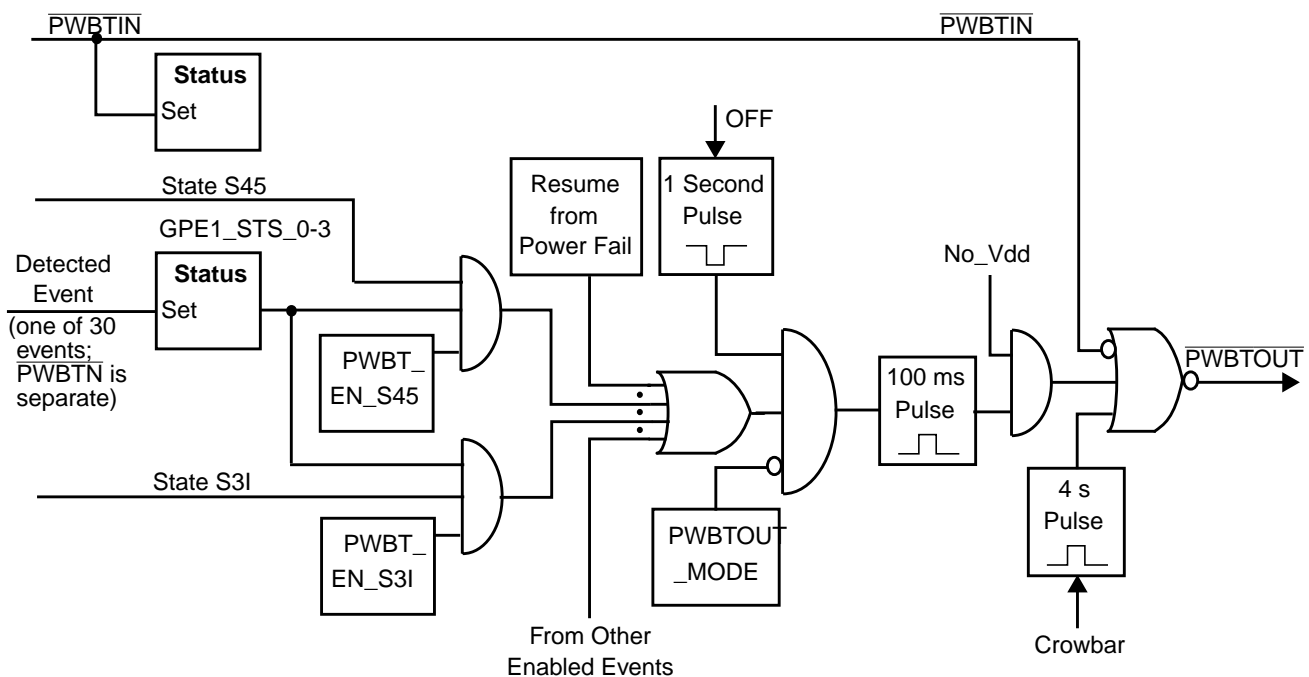 PWBTIN
PWBTIN
Status
Set
OFF
State S45
GPE1_STS_0-3
Resume
from
Power Fail
1 Second
Pulse
Detected
Event
(one of 30
events;
PWBTN is
separate)
Status
Set
No_Vdd
PWBT_
EN_S45
PWBTOUT
100 ms
Pulse
State S3I
PWBT_
EN_S3I
PWBTOUT
_MODE
4 s
Pulse
From Other
Enabled Events
Crowbar